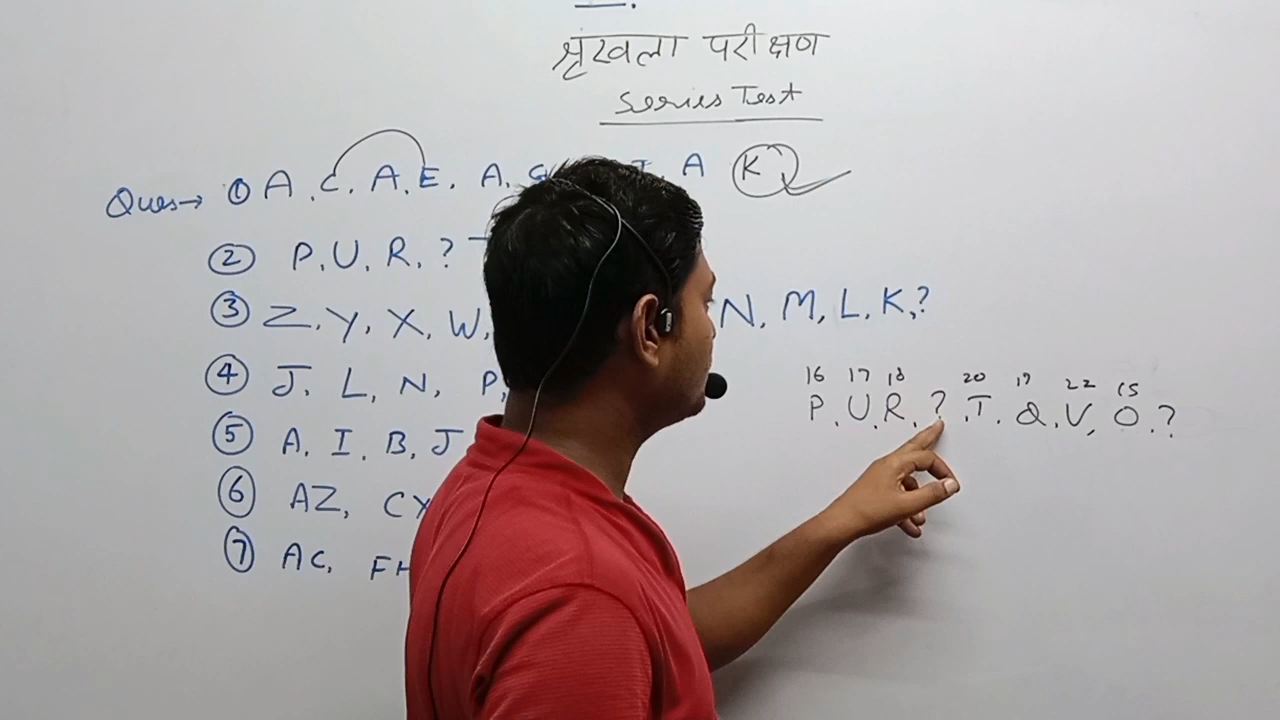 शृंखला परीक्षण
Series Test
Ques→ ① A, C, A, E, A, G I A K
② P, U, R, ? T
③ Z, Y, X, W, N, M, L, K, ?
④ J, L, N, P,
16 17 18 20 17 22 15
P, U, R, ?, T, Q, V, O, ?
⑤ A, I, B, J
⑥ AZ, CX
⑦ AC, FH